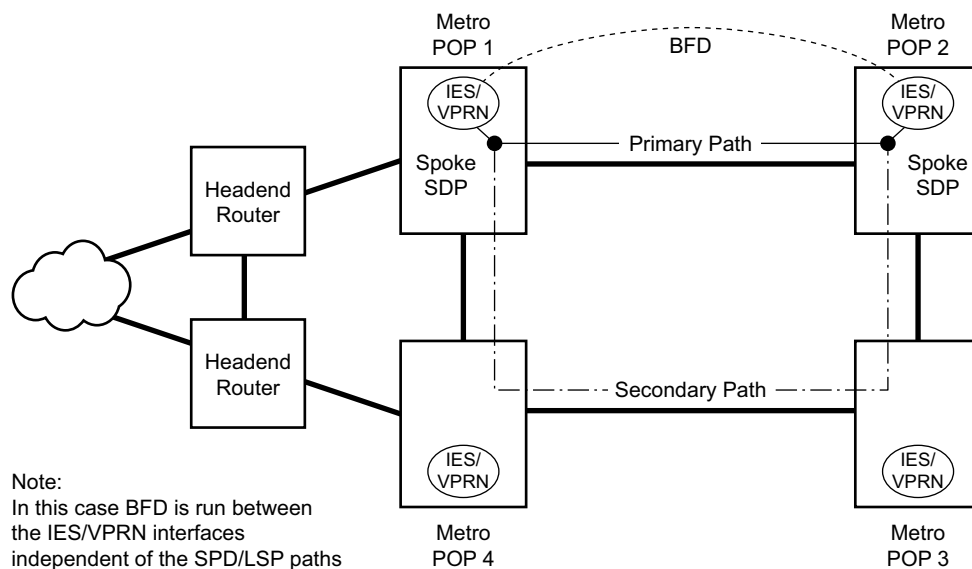 Metro
POP 1
Metro
POP 2
BFD
IES/
VPRN
IES/
VPRN
Primary Path
Spoke
SDP
Spoke
SDP
Headend
Router
Headend
Router
Secondary Path
IES/
VPRN
IES/
VPRN
Metro
POP 4
Metro
POP 3
Note:
In this case BFD is run between
the IES/VPRN interfaces
independent of the SPD/LSP paths